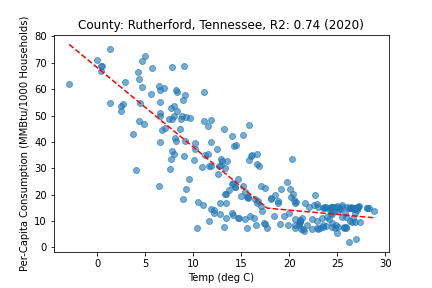 County: Rutherford, Tennessee, R2: 0.74 (2020)
Per-Capita Consumption (MMBtu/1000 Households)
80
70
60
50
40
30
20
10
0
0 5 10 15 20 25 30
Temp (deg C)